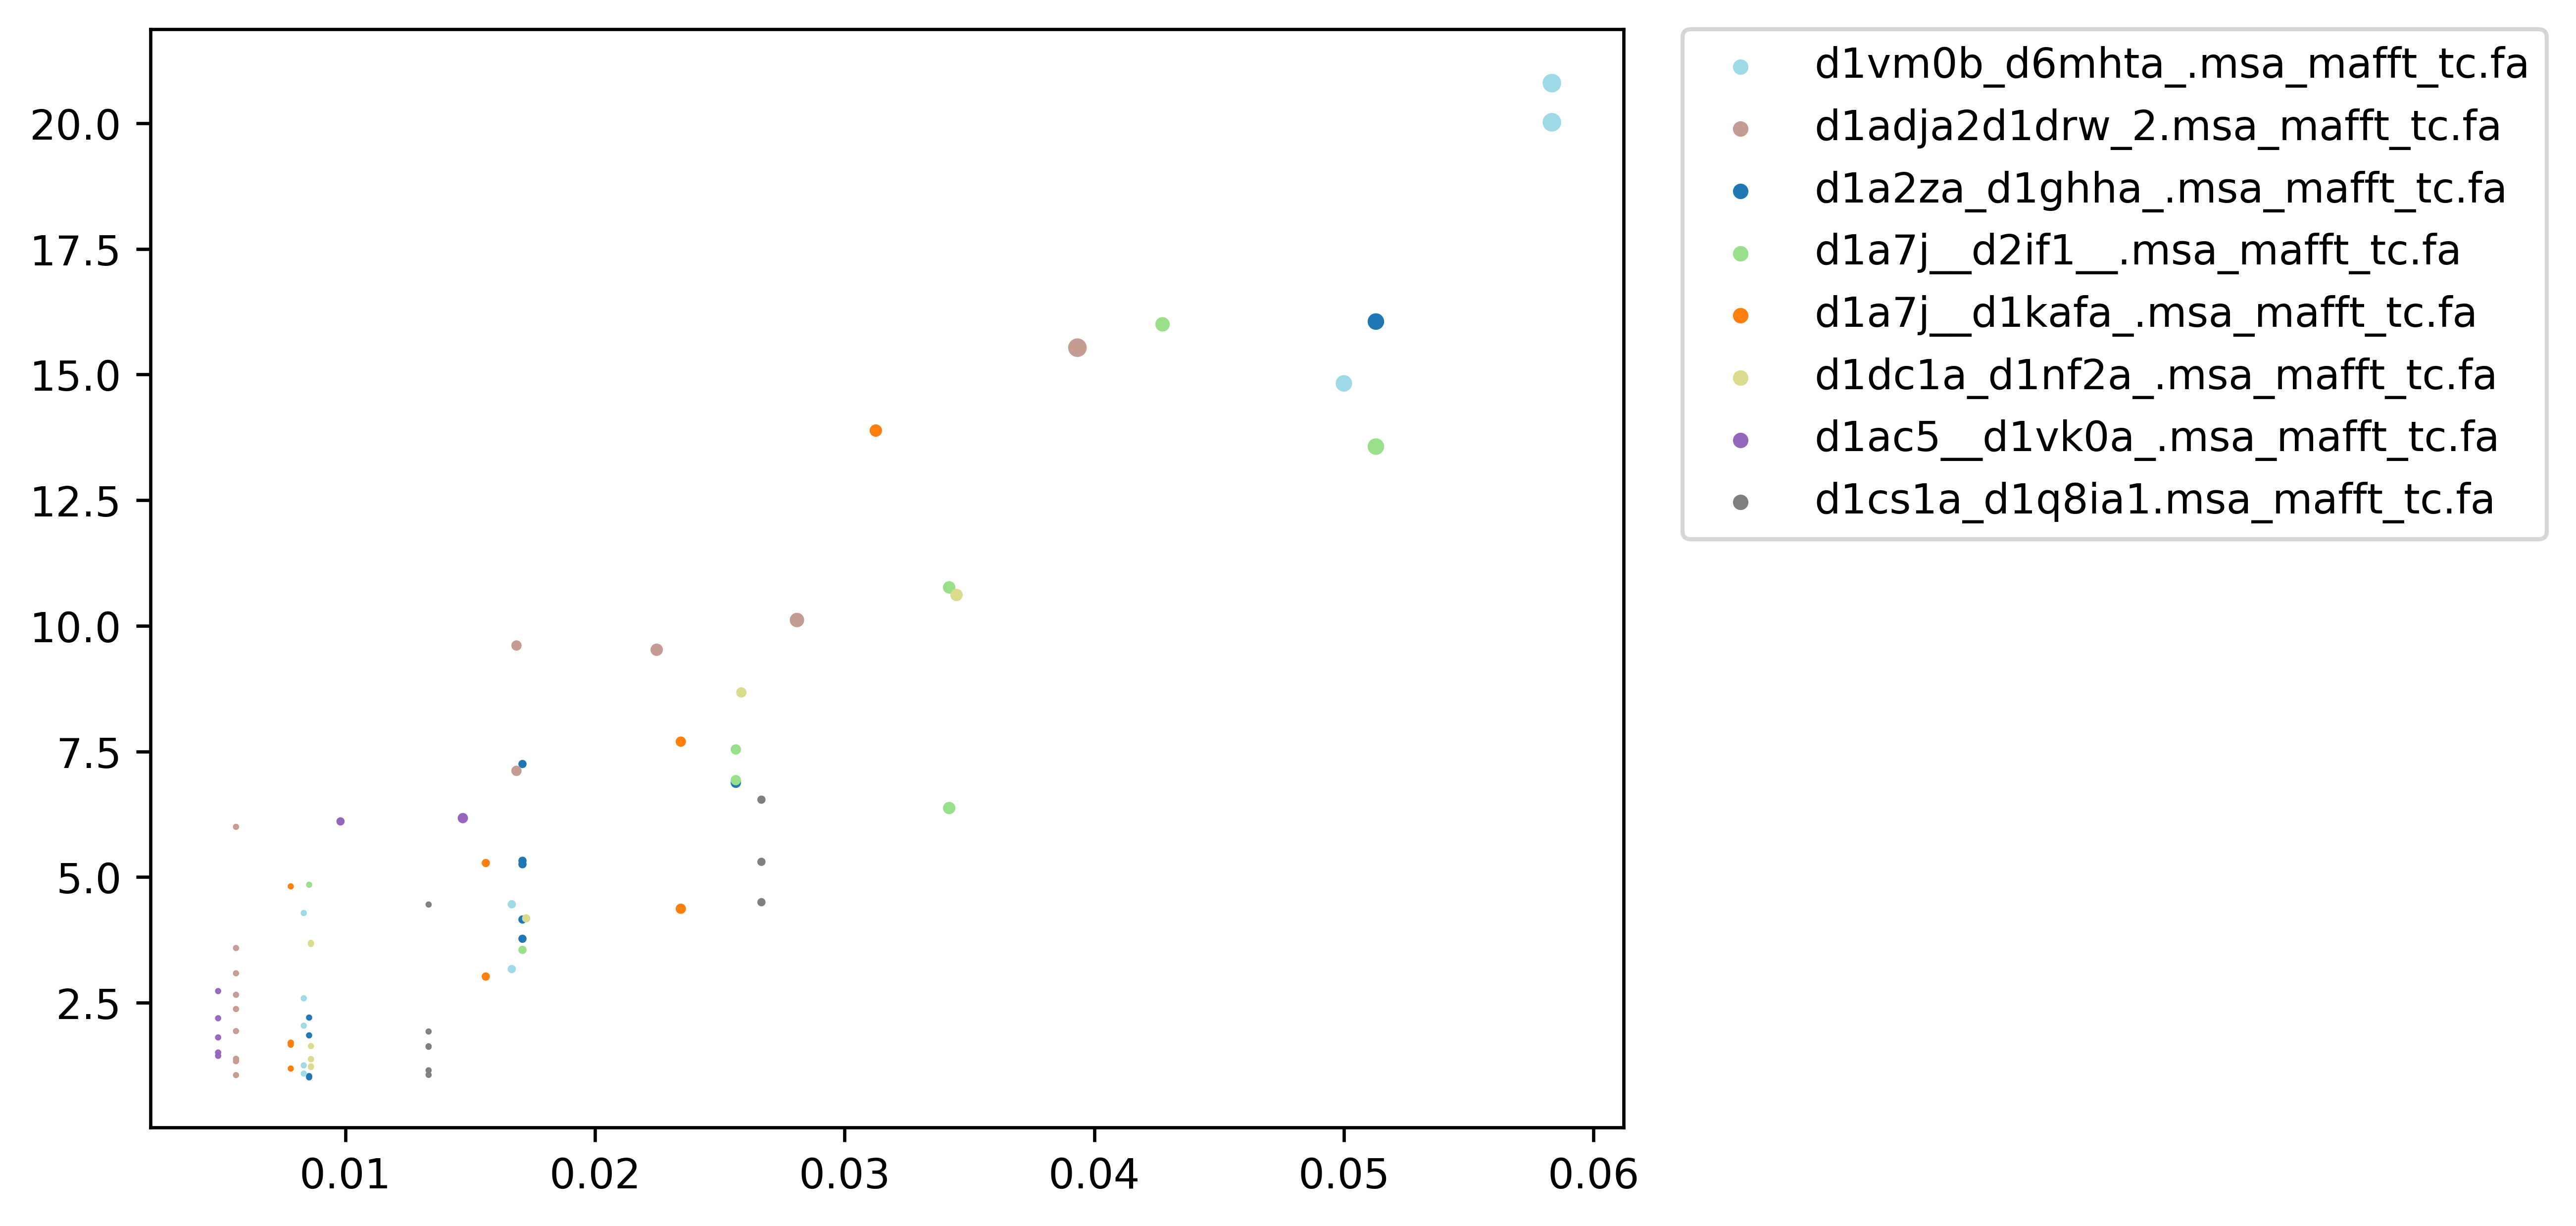 20.0
17.5
15.0
12.5
10.0
7.5
5.0
2.5
0.01 0.02 0.03 0.04 0.05 0.06
d1vm0b_d6mhta_.msa_mafft_tc.fa
d1adja2d1drw_2.msa_mafft_tc.fa
d1a2za_d1ghha_.msa_mafft_tc.fa
d1a7j__d2if1__.msa_mafft_tc.fa
d1a7j__d1kafa_.msa_mafft_tc.fa
d1dc1a_d1nf2a_.msa_mafft_tc.fa
d1ac5__d1vk0a_.msa_mafft_tc.fa
d1cs1a_d1q8ia1.msa_mafft_tc.fa